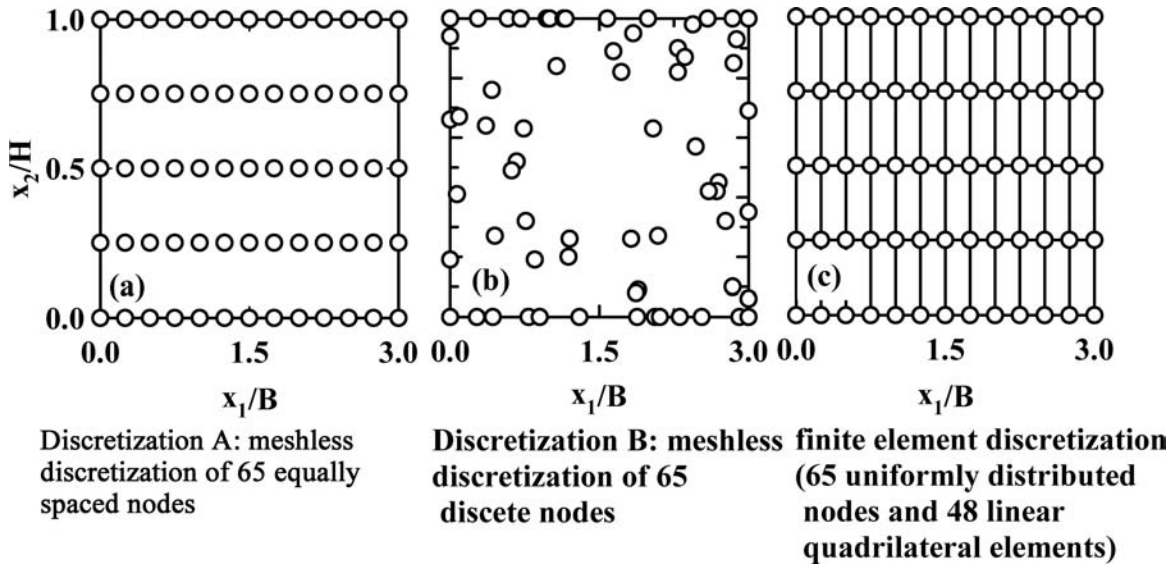 1.0
x2/H
0.5
0.0
(a)
0.0 1.5 3.0
x1/B
(b)
0.0 1.5 3.0
x1/B
(c)
0.0 1.5 3.0
x1/B
Discretization A: meshless
discretization of 65 equally
spaced nodes
Discretization B: meshless
discretization of 65
discete nodes
finite element discretization
(65 uniformly distributed
nodes and 48 linear
quadrilateral elements)